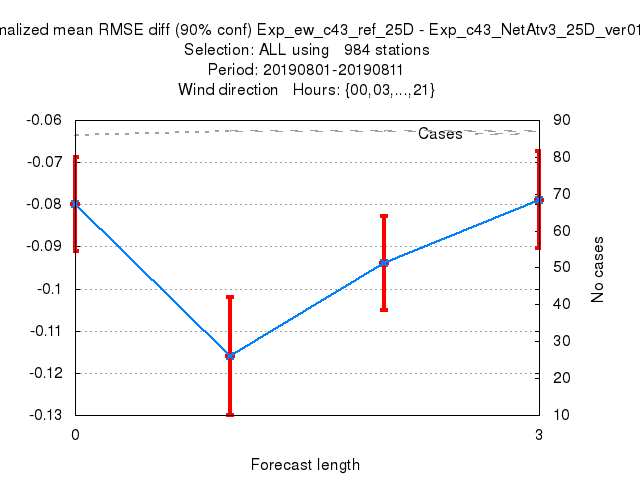 malized mean RMSE diff (90% conf) Exp_ew_c43_ref_25D - Exp_c43_NetAtv3_25D_ver01
Selection: ALL using 984 stations
Period: 20190801-20190811
Wind direction Hours: {00,03,...,21}
-0.06
-0.07
-0.08
-0.09
-0.1
-0.11
-0.12
-0.13
Cases
90
80
70
60
50
40
30
20
10
No cases
0 3
Forecast length